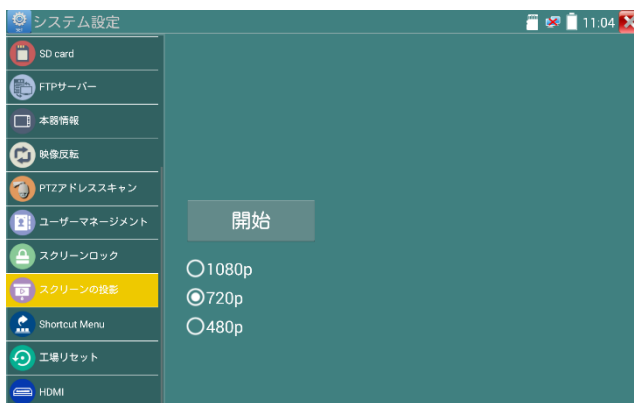 システム設定
11:04
SD card
FTPサーバー
本器情報
映像反転
PTZアドレススキャン
ユーザーマネージメント
スクリーンロック
スクリーンの投影
Shortcut Menu
工場リセット
HDMI
開始
1080p
720p
480p